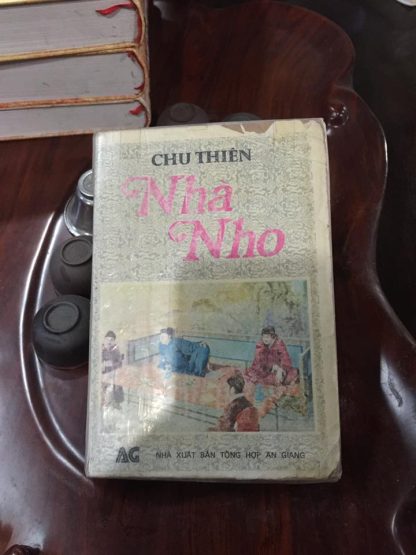 CHU THIÊN
Nhà
Nho
AG NHÀ XUẤT BẢN TỔNG HỢP AN GIANG